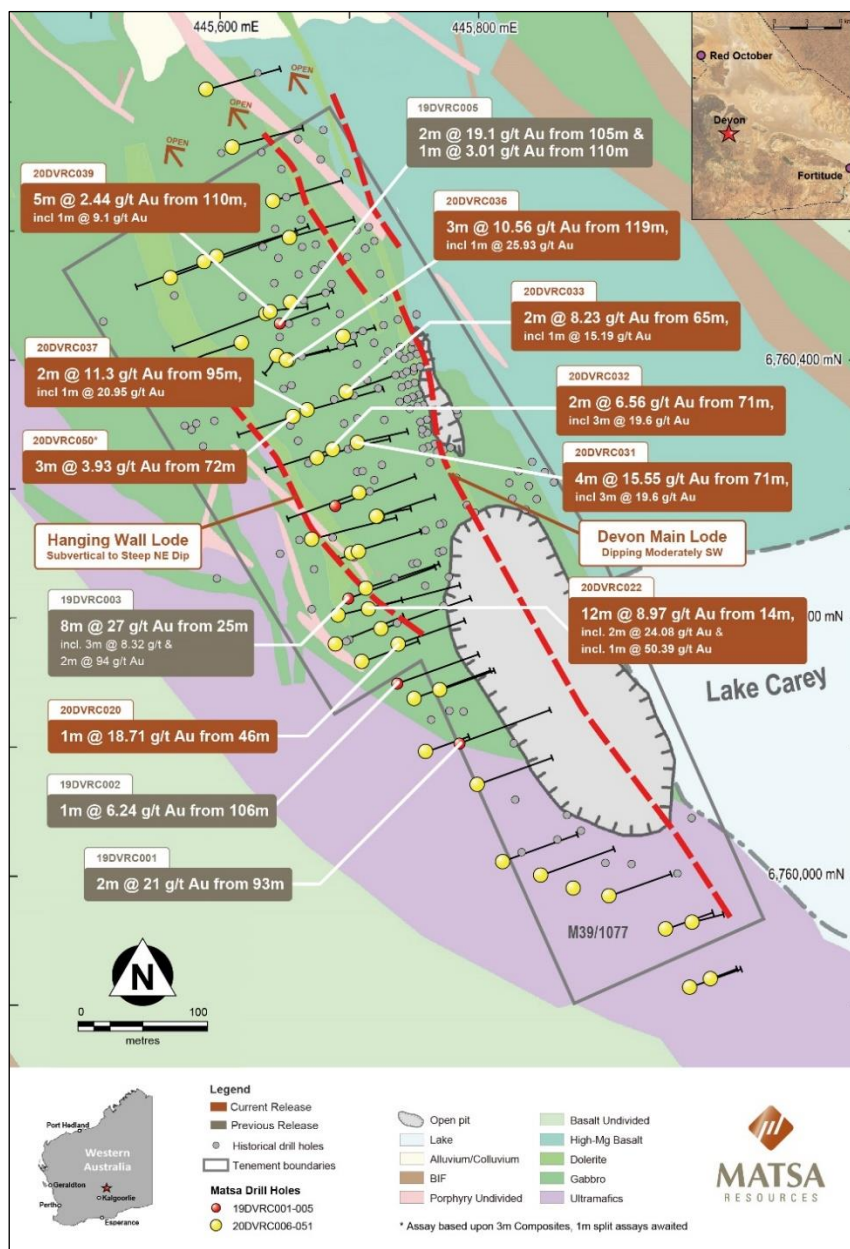 445,600 mE
445,800 mE
Red October
Devon
Fortitude
OPEN
OPEN
OPEN
19DVRC005
2m @ 19.1 g/t Au from 105m &
1m @ 3.01 g/t Au from 110m
20DVRC039
5m @ 2.44 g/t Au from 110m,
incl 1m @ 9.1 g/t Au
20DVRC036
3m @ 10.56 g/t Au from 119m,
incl 1m @ 25.93 g/t Au
20DVRC033
2m @ 8.23 g/t Au from 65m,
incl 1m @ 15.19 g/t Au
6,760,400 mN
20DVRC037
2m @ 11.3 g/t Au from 95m,
incl 1m @ 20.95 g/t Au
20DVRC032
2m @ 6.56 g/t Au from 71m,
incl 3m @ 19.6 g/t Au
20DVRC050*
3m @ 3.93 g/t Au from 72m
20DVRC031
4m @ 15.55 g/t Au from 71m,
incl 3m @ 19.6 g/t Au
Hanging Wall Lode
Subvertical to Steep NE Dip
Devon Main Lode
Dipping Moderately SW
19DVRC003
8m @ 27 g/t Au from 25m
incl. 3m @ 8.32 g/t &
2m @ 94 g/t Au
20DVRC022
12m @ 8.97 g/t Au from 14m,
incl. 2m @ 24.08 g/t Au &
incl. 1m @ 50.39 g/t Au
00 mN
Lake Carey
20DVRC020
1m @ 18.71 g/t Au from 46m
19DVRC002
1m @ 6.24 g/t Au from 106m
19DVRC001
2m @ 21 g/t Au from 93m
6,760,000 mN
M39/1077
N
0
100
metres
Port Hedland
Western
Australia
Geraldton
Kalgoorlie
Perth
Esperance
Legend
Current Release
Previous Release
Historical drill holes
Tenement boundaries
Matsa Drill Holes
19DVRC001-005
20DVRC006-051
Open pit
Lake
Alluvium/Colluvium
BIF
Porphyry Undivided
Basalt Undivided
High-Mg Basalt
Dolerite
Gabbro
Ultramafics
* Assay based upon 3m Composites, 1m split assays awaited
MATSA
RESOURCES